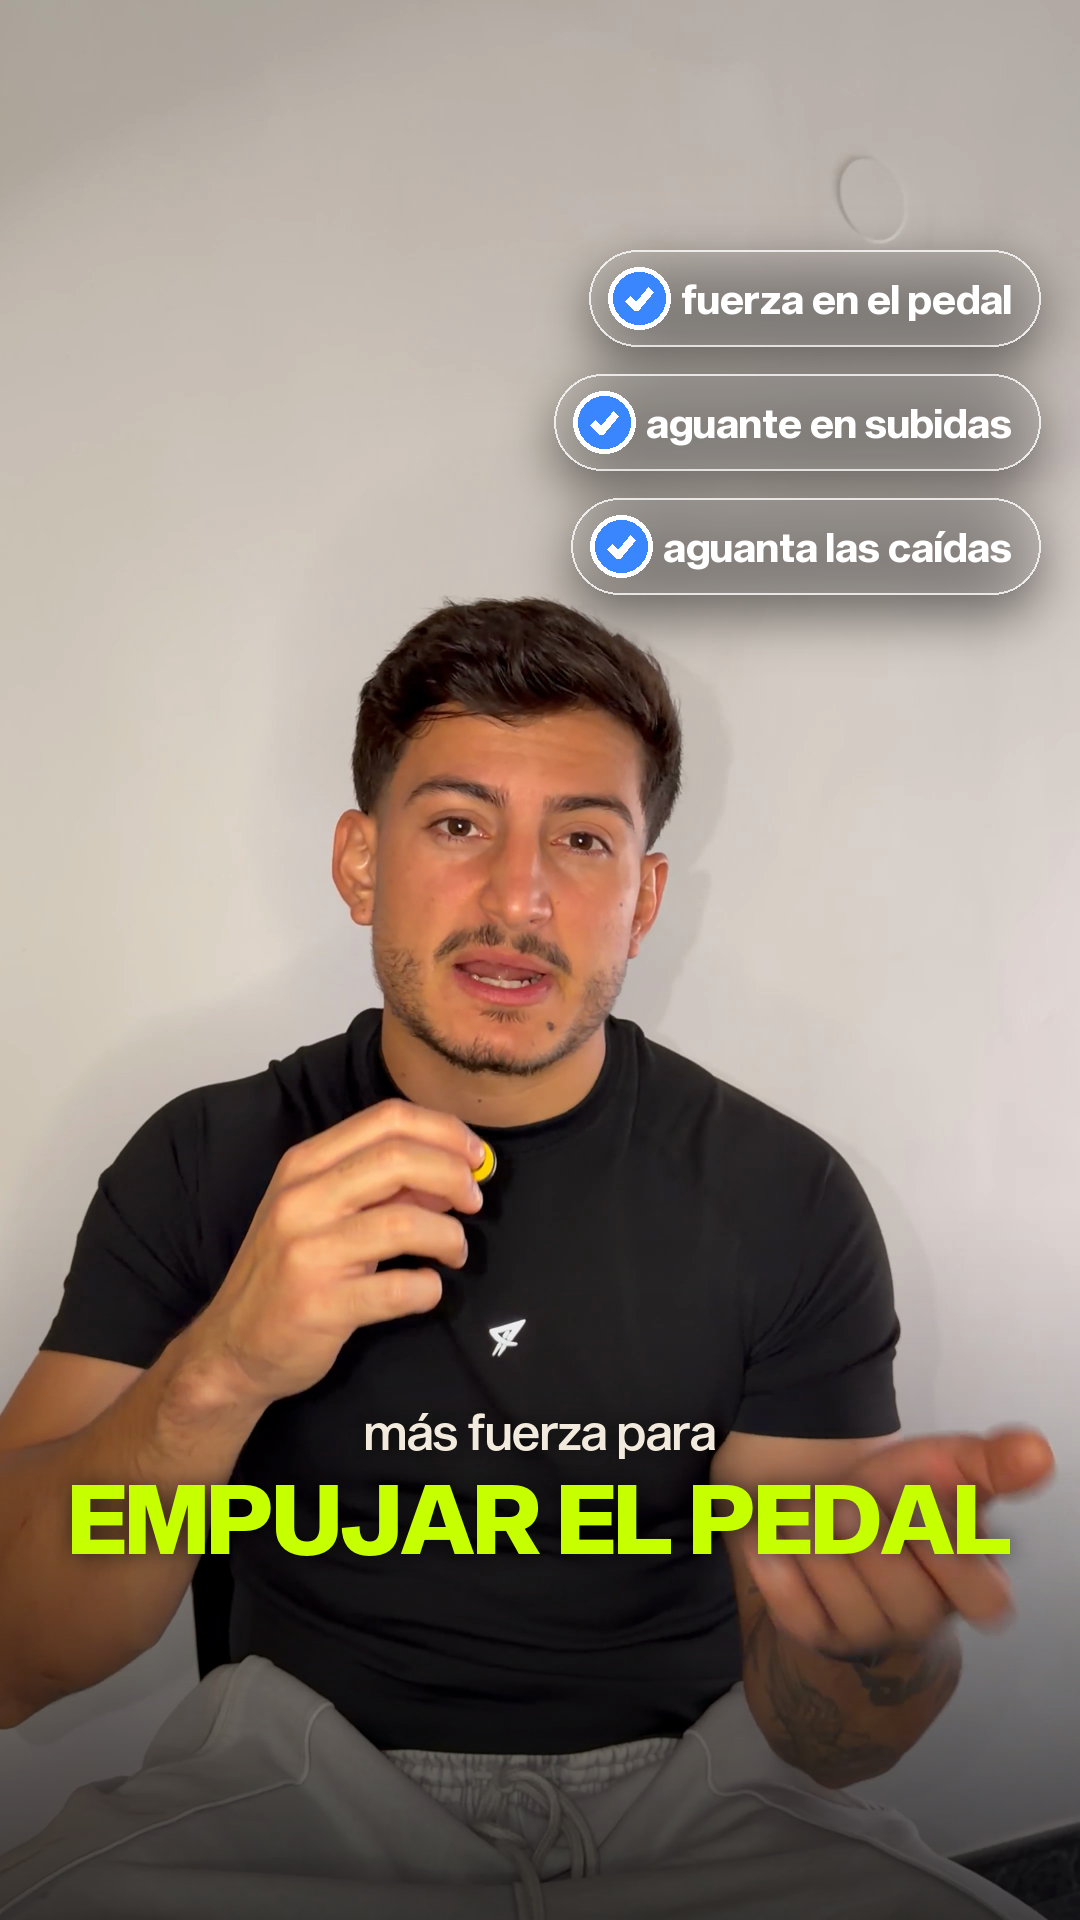 fuerza en el pedal
aguante en subidas
aguanta las caídas
más fuerza para
EMPUJAR EL PEDAL